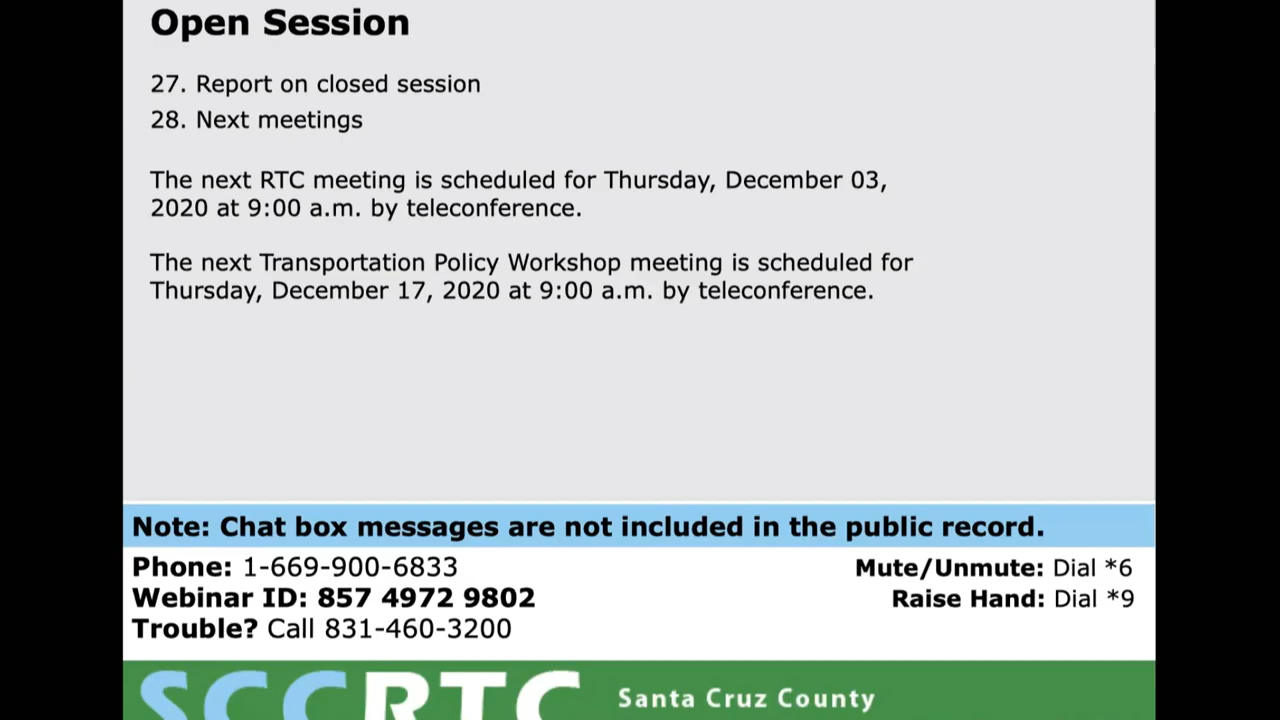 Open Session
27. Report on closed session
28. Next meetings
The next RTC meeting is scheduled for Thursday, December 03,
2020 at 9:00 a.m. by teleconference.
The next Transportation Policy Workshop meeting is scheduled for
Thursday, December 17, 2020 at 9:00 a.m. by teleconference.
Note: Chat box messages are not included in the public record.
Phone: 1-669-900-6833
Mute/Unmute: Dial *6
Webinar ID: 857 4972 9802
Raise Hand: Dial *9
Trouble? Call 831-460-3200
SCCRTC Santa Cruz County